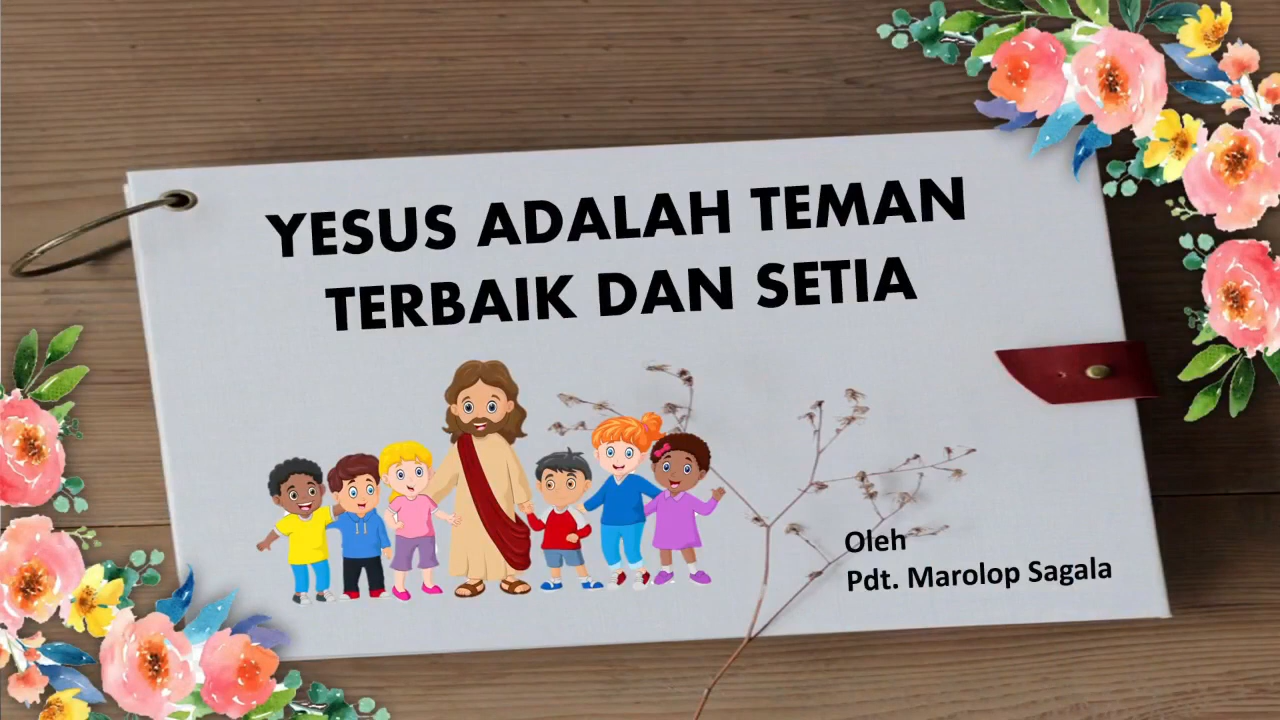 YESUS ADALAH TEMAN
TERBAIK DAN SETIA
Oleh
Pdt. Marolop Sagala